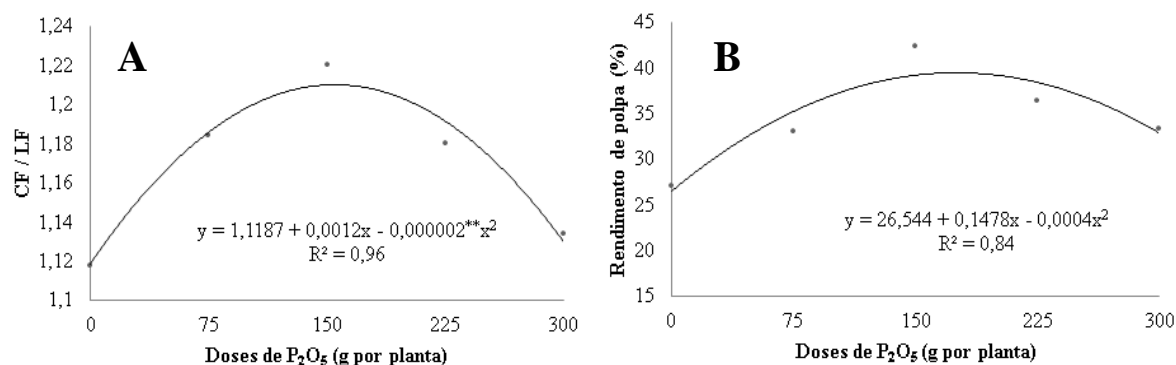 A
1,24
1,22
1,2
1,18
1,16
1,14
1,12
1,1
CF / LF
y = 1,1187 + 0,0012x - 0,000002**x²
R² = 0,96
0 75 150 225 300
Doses de P₂O₅ (g por planta)
B
45
40
35
30
25
20
15
Rendimento de polpa (%)
y = 26,544 + 0,1478x - 0,0004x²
R² = 0,84
0 75 150 225 300
Doses de P₂O₅ (g por planta)